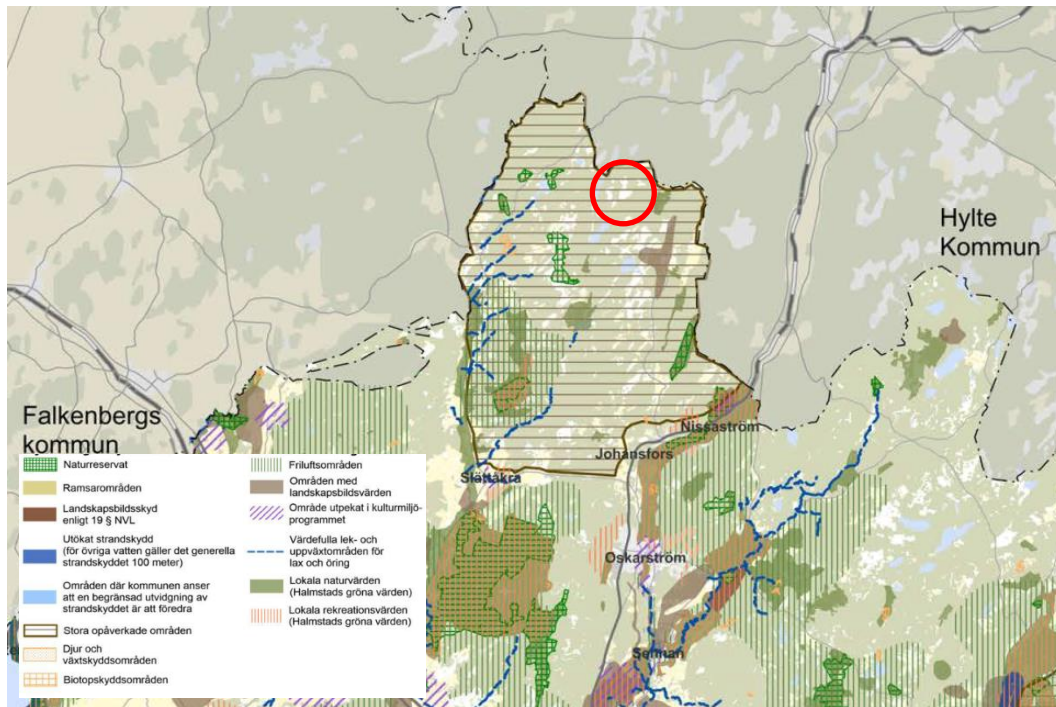 Hylte
Kommun
Falkenbergs
kommun
Nissaström
Johansfors
Slättåkra
Oskarström
Sennan
Naturreservat
Ramsarområden
Landskapsbildsskyd
enligt 19 § NVL
Utökat strandskydd
(för övriga vatten gäller det generella
strandskyddet 100 meter)
Områden där kommunen anser
att en begränsad utvidgning av
strandskyddet är att föredra
Stora opåverkade områden
Djur och
växtskyddsområden
Biotopskyddsområden
Friluftsområden
Områden med
landskapsbildsvärden
Område utpekat i kulturmiljö-
programmet
Värdefulla lek- och
uppväxtområden för
lax och öring
Lokala naturvärden
(Halmstads gröna värden)
Lokala rekreationsvärden
(Halmstads gröna värden)